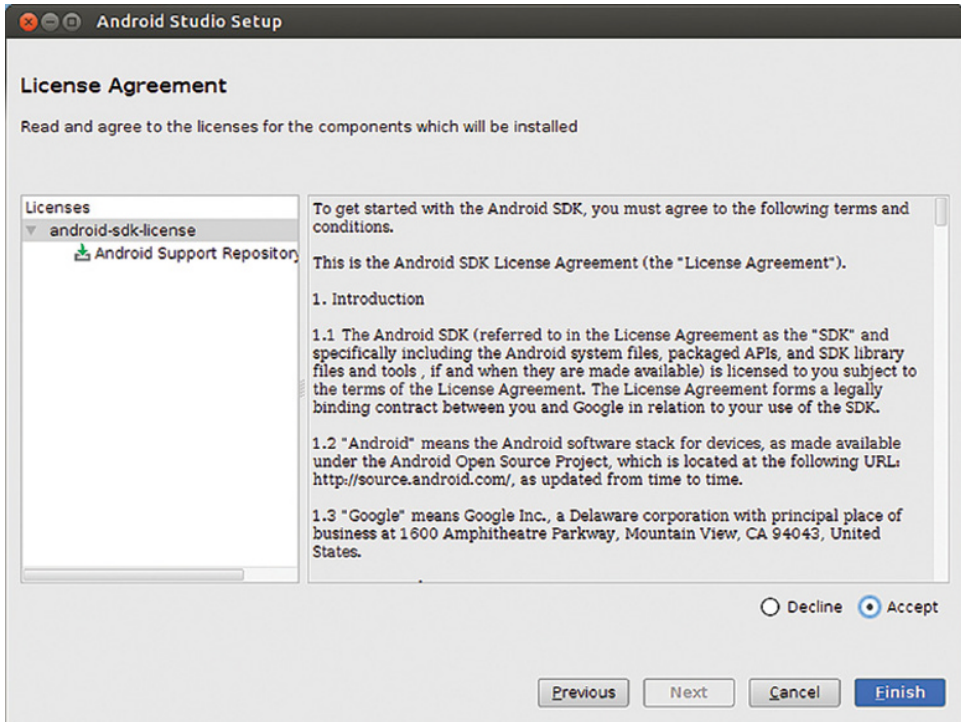 Android Studio Setup
License Agreement
Read and agree to the licenses for the components which will be installed
Licenses
android-sdk-license
Android Support Repository
To get started with the Android SDK, you must agree to the following terms and
conditions.
This is the Android SDK License Agreement (the "License Agreement").
1. Introduction
1.1 The Android SDK (referred to in the License Agreement as the "SDK" and
specifically including the Android system files, packaged APIs, and SDK library
files and tools , if and when they are made available) is licensed to you subject to
the terms of the License Agreement. The License Agreement forms a legally
binding contract between you and Google in relation to your use of the SDK.
1.2 "Android" means the Android software stack for devices, as made available
under the Android Open Source Project, which is located at the following URL:
http://source.android.com/, as updated from time to time.
1.3 "Google" means Google Inc., a Delaware corporation with principal place of
business at 1600 Amphitheatre Parkway, Mountain View, CA 94043, United
States.
Decline Accept
Previous Next Cancel Finish